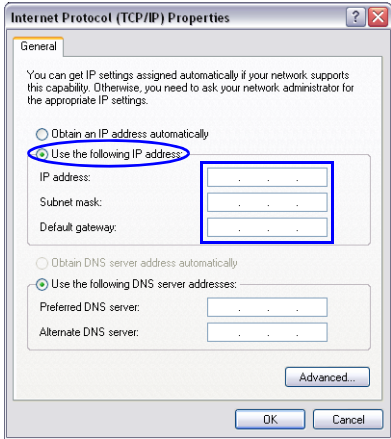 Internet Protocol (TCP/IP) Properties
General
You can get IP settings assigned automatically if your network supports
this capability. Otherwise, you need to ask your network administrator for
the appropriate IP settings.
Obtain an IP address automatically
Use the following IP address:
IP address:
Subnet mask:
Default gateway:
Obtain DNS server address automatically
Use the following DNS server addresses:
Preferred DNS server:
Alternate DNS server:
Advanced...
OK Cancel